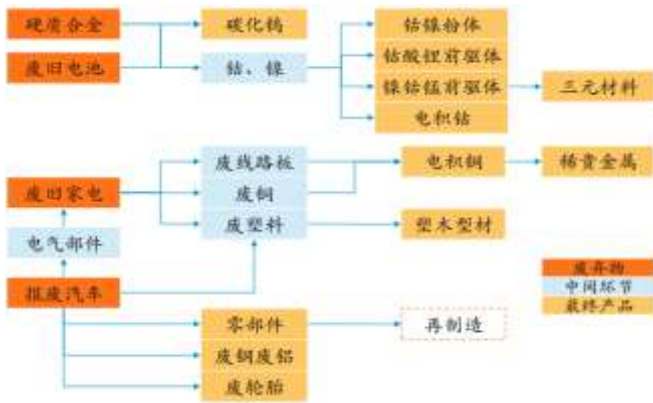 硬质合金
碳化钨
钴镍粉体
废旧电池
钴、镍
钴酸锂前驱体
镍钴锰前驱体
三元材料
电积钴
废线路板
电积铜
稀贵金属
废旧家电
废铜
废塑料
塑木型材
电气部件
报废汽车
废弃物
中间环节
最终产品
零部件
再制造
废钢废铝
废轮胎